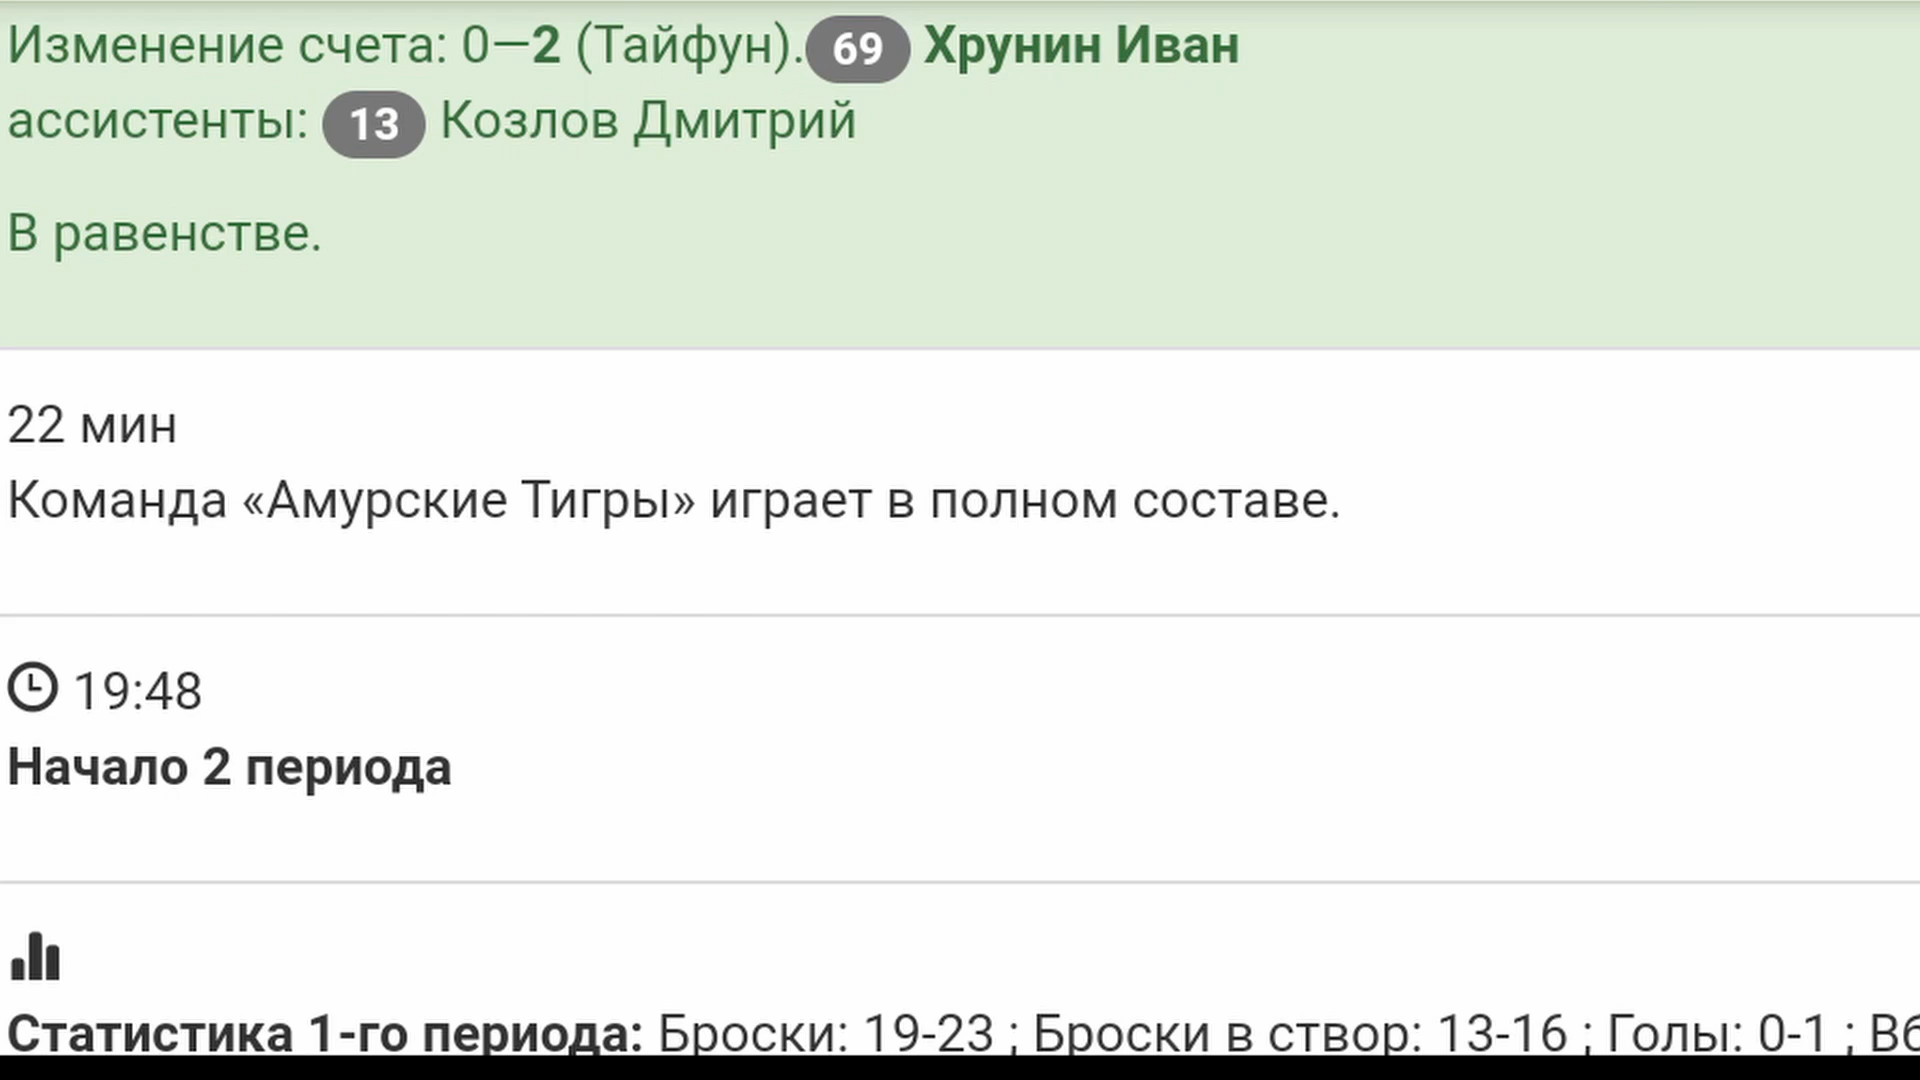 Изменение счета: 0—2 (Тайфун). 69 Хрунин Иван
ассистенты: 13 Козлов Дмитрий
В равенстве.
22 мин
Команда «Амурские Тигры» играет в полном составе.
19:48
Начало 2 периода
Статистика 1-го периода: Броски: 19-23 ; Броски в створ: 13-16 ; Голы: 0-1 ;